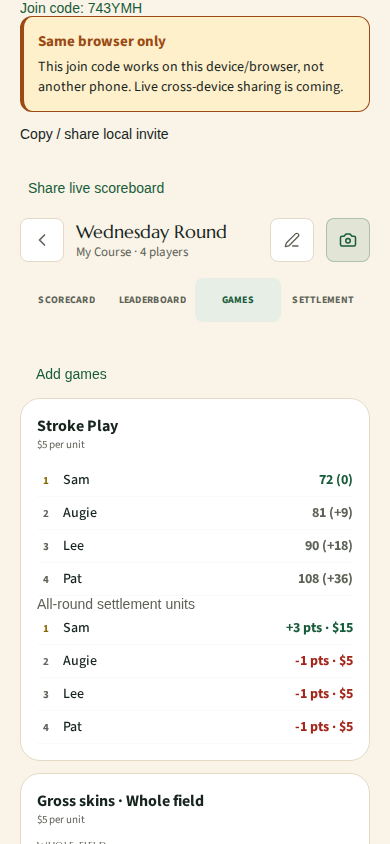 Join code: 743YMH
Same browser only
This join code works on this device/browser, not
another phone. Live cross-device sharing is coming.
Copy / share local invite
Share live scoreboard
Wednesday Round
My Course · 4 players
SCORECARD LEADERBOARD GAMES SETTLEMENT
Add games
Stroke Play
$5 per unit
1 Sam 72 (0)
2 Augie 81 (+9)
3 Lee 90 (+18)
4 Pat 108 (+36)
All-round settlement units
1 Sam +3 pts · $15
2 Augie -1 pts · $5
3 Lee -1 pts · $5
4 Pat -1 pts · $5
Gross skins · Whole field
$5 per unit
WHOLE FIELD